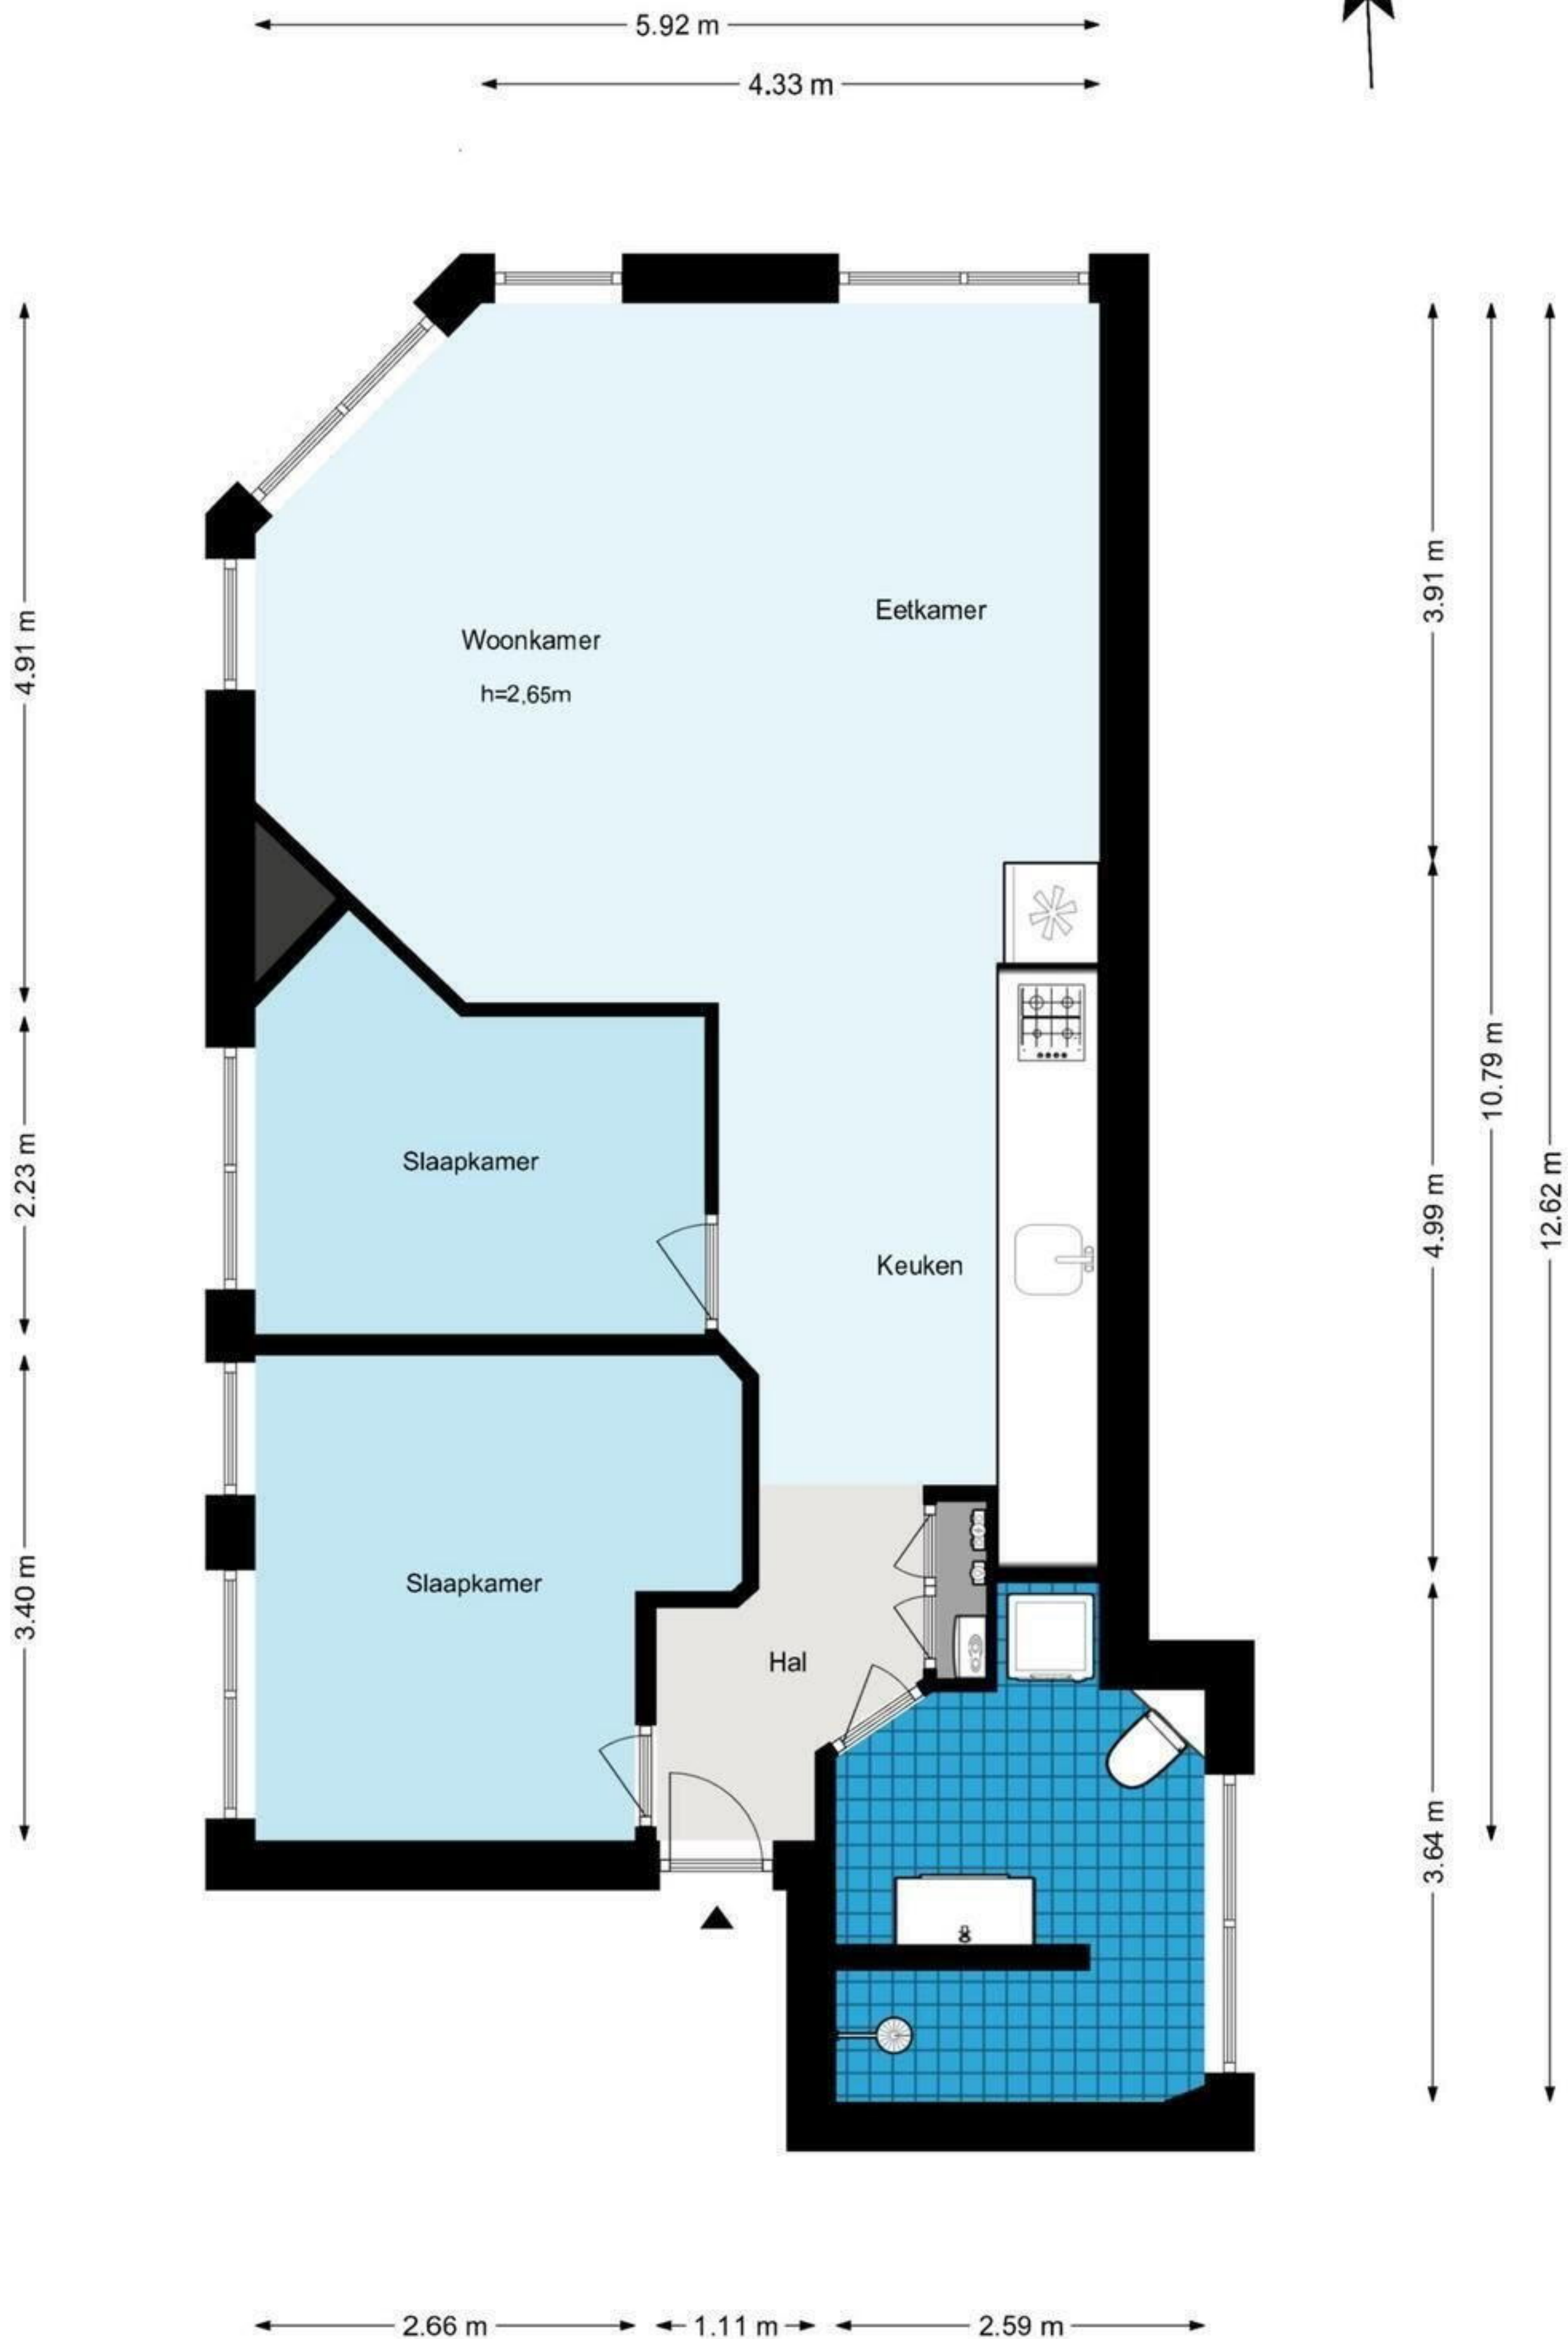 5.92 m
4.33 m
4.91 m
3.91 m
Eetkamer
Woonkamer
h=2,65m
10.79 m
2.23 m
Slaapkamer
4.99 m
12.62 m
Keuken
3.40 m
Slaapkamer
Hal
3.64 m
2.66 m
1.11 m
2.59 m